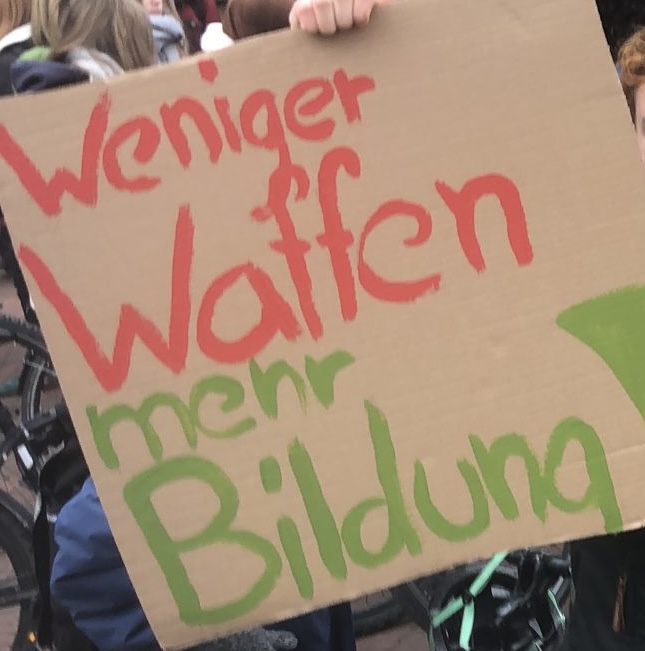 Weniger
Waffen
mehr
Bildung